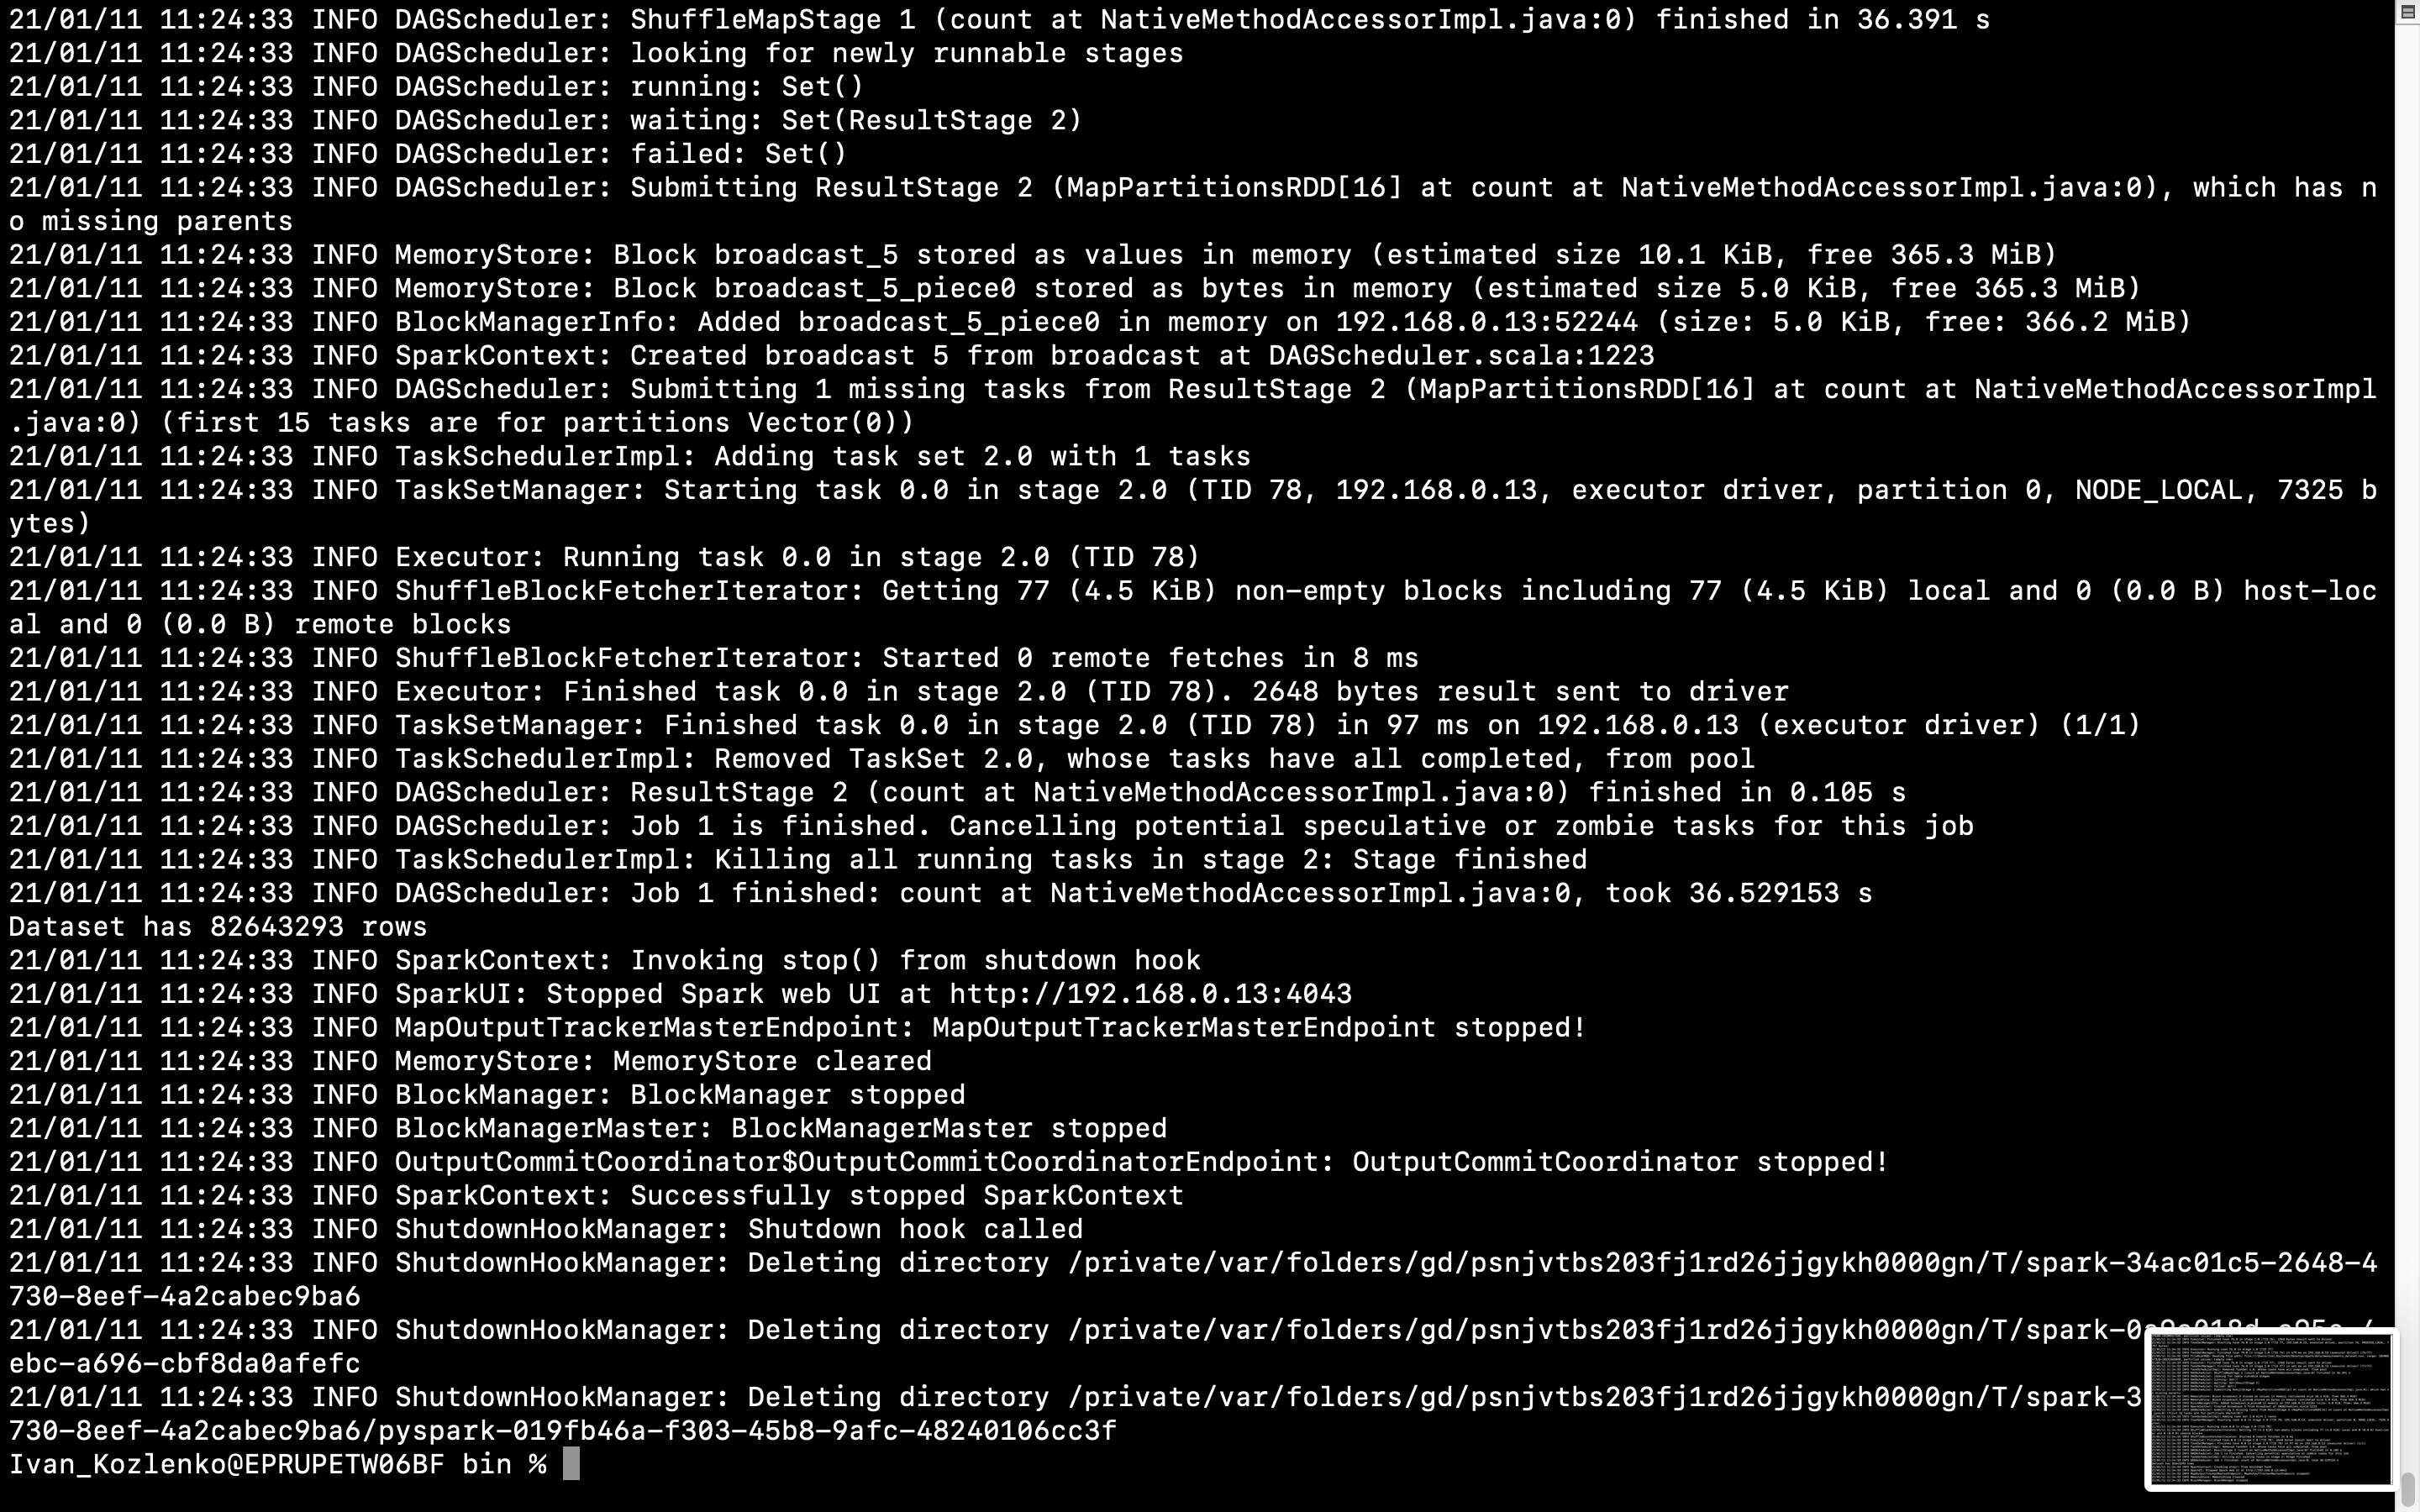 21/01/11 11:24:33 INFO DAGScheduler: ShuffleMapStage 1 (count at NativeMethodAccessorImpl.java:0) finished in 36.391 s
21/01/11 11:24:33 INFO DAGScheduler: looking for newly runnable stages
21/01/11 11:24:33 INFO DAGScheduler: running: Set()
21/01/11 11:24:33 INFO DAGScheduler: waiting: Set(ResultStage 2)
21/01/11 11:24:33 INFO DAGScheduler: failed: Set()
21/01/11 11:24:33 INFO DAGScheduler: Submitting ResultStage 2 (MapPartitionsRDD[16] at count at NativeMethodAccessorImpl.java:0), which has n
o missing parents
21/01/11 11:24:33 INFO MemoryStore: Block broadcast_5 stored as values in memory (estimated size 10.1 KiB, free 365.3 MiB)
21/01/11 11:24:33 INFO MemoryStore: Block broadcast_5_piece0 stored as bytes in memory (estimated size 5.0 KiB, free 365.3 MiB)
21/01/11 11:24:33 INFO BlockManagerInfo: Added broadcast_5_piece0 in memory on 192.168.0.13:52244 (size: 5.0 KiB, free: 366.2 MiB)
21/01/11 11:24:33 INFO SparkContext: Created broadcast 5 from broadcast at DAGScheduler.scala:1223
21/01/11 11:24:33 INFO DAGScheduler: Submitting 1 missing tasks from ResultStage 2 (MapPartitionsRDD[16] at count at NativeMethodAccessorImpl
.java:0) (first 15 tasks are for partitions Vector(0))
21/01/11 11:24:33 INFO TaskSchedulerImpl: Adding task set 2.0 with 1 tasks
21/01/11 11:24:33 INFO TaskSetManager: Starting task 0.0 in stage 2.0 (TID 78, 192.168.0.13, executor driver, partition 0, NODE_LOCAL, 7325 b
ytes)
21/01/11 11:24:33 INFO Executor: Running task 0.0 in stage 2.0 (TID 78)
21/01/11 11:24:33 INFO ShuffleBlockFetcherIterator: Getting 77 (4.5 KiB) non-empty blocks including 77 (4.5 KiB) local and 0 (0.0 B) host-loc
al and 0 (0.0 B) remote blocks
21/01/11 11:24:33 INFO ShuffleBlockFetcherIterator: Started 0 remote fetches in 8 ms
21/01/11 11:24:33 INFO Executor: Finished task 0.0 in stage 2.0 (TID 78). 2648 bytes result sent to driver
21/01/11 11:24:33 INFO TaskSetManager: Finished task 0.0 in stage 2.0 (TID 78) in 97 ms on 192.168.0.13 (executor driver) (1/1)
21/01/11 11:24:33 INFO TaskSchedulerImpl: Removed TaskSet 2.0, whose tasks have all completed, from pool
21/01/11 11:24:33 INFO DAGScheduler: ResultStage 2 (count at NativeMethodAccessorImpl.java:0) finished in 0.105 s
21/01/11 11:24:33 INFO DAGScheduler: Job 1 is finished. Cancelling potential speculative or zombie tasks for this job
21/01/11 11:24:33 INFO TaskSchedulerImpl: Killing all running tasks in stage 2: Stage finished
21/01/11 11:24:33 INFO DAGScheduler: Job 1 finished: count at NativeMethodAccessorImpl.java:0, took 36.529153 s
Dataset has 82643293 rows
21/01/11 11:24:33 INFO SparkContext: Invoking stop() from shutdown hook
21/01/11 11:24:33 INFO SparkUI: Stopped Spark web UI at http://192.168.0.13:4043
21/01/11 11:24:33 INFO MapOutputTrackerMasterEndpoint: MapOutputTrackerMasterEndpoint stopped!
21/01/11 11:24:33 INFO MemoryStore: MemoryStore cleared
21/01/11 11:24:33 INFO BlockManager: BlockManager stopped
21/01/11 11:24:33 INFO BlockManagerMaster: BlockManagerMaster stopped
21/01/11 11:24:33 INFO OutputCommitCoordinator$OutputCommitCoordinatorEndpoint: OutputCommitCoordinator stopped!
21/01/11 11:24:33 INFO SparkContext: Successfully stopped SparkContext
21/01/11 11:24:33 INFO ShutdownHookManager: Shutdown hook called
21/01/11 11:24:33 INFO ShutdownHookManager: Deleting directory /private/var/folders/gd/psnjvtbs203fj1rd26jjgykh0000gn/T/spark-34ac01c5-2648-4
730-8eef-4a2cabec9ba6
21/01/11 11:24:33 INFO ShutdownHookManager: Deleting directory
ebc-a696-cbf8da0afefc
21/01/11 11:24:33 INFO ShutdownHookManager: Deleting directory /private/var/folders/gd/psnjvtbs203fj1rd26jjgykh0000gn/T/spark-3
730-8eef-4a2cabec9ba6/pyspark-019fb46a-f303-45b8-9afc-48240106cc3f
Ivan_Kozlenko@EPRUPETW06BF bin %